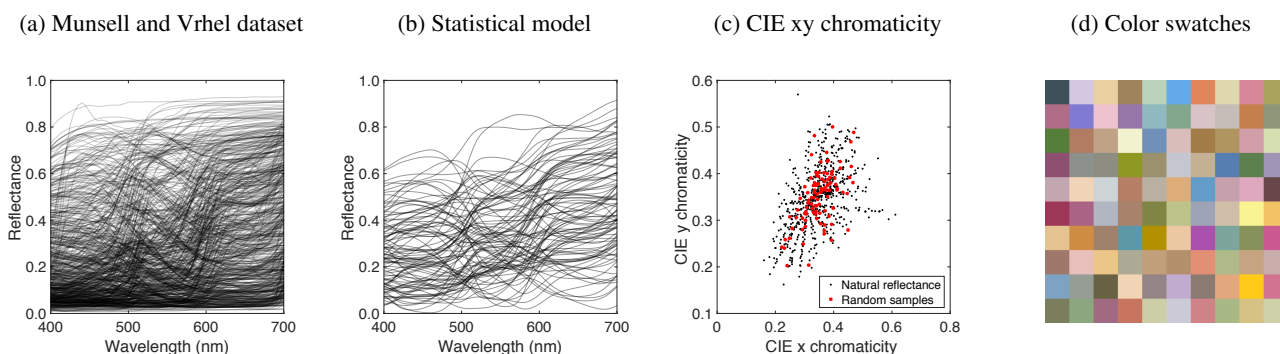 (a) Munsell and Vrhel dataset
(b) Statistical model
(c) CIE xy chromaticity
(d) Color swatches
1.0
0.8
0.6
0.4
0.2
0.0
400
500
600
700
Reflectance
Wavelength (nm)
1.0
0.8
0.6
0.4
0.2
0.0
400
500
600
700
Reflectance
Wavelength (nm)
0.6
0.5
0.4
0.3
0.2
0.1
0
0.2
0.4
0.6
0.8
CIE y chromaticity
CIE x chromaticity
Natural reflectance
Random samples